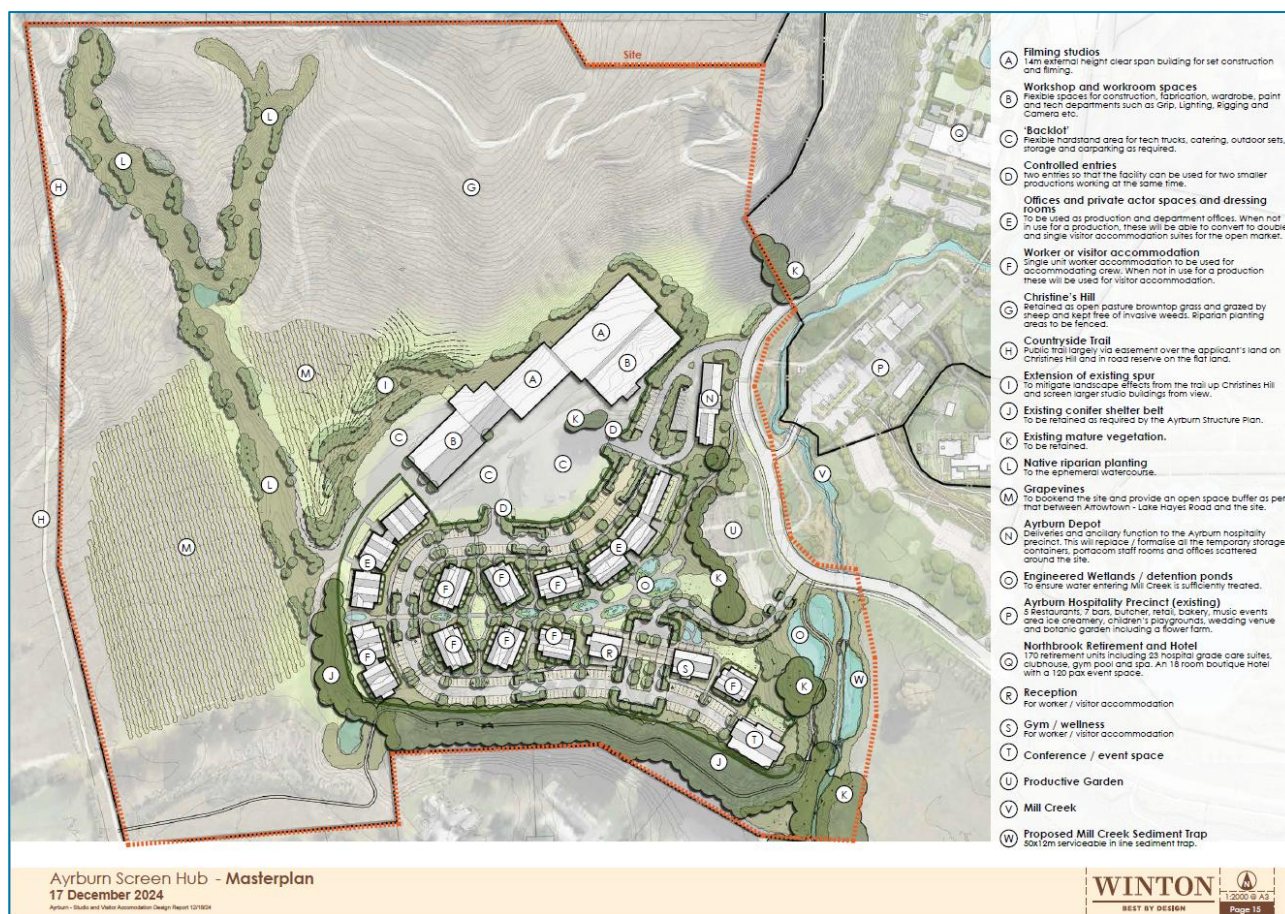 Site
A
Filming studios
14m external height clear span building for set construction
and filming.
B
Workshop and workroom spaces
Flexible spaces for construction, fabrication, wardrobe, paint
and tech departments such as Grip, Lighting, Rigging and
Camera etc.
C
'Backlot'
Flexible hardstand area for tech trucks, catering, outdoor sets,
storage and carparking as required.
D
Controlled entries
two entries so that the facility can be used for two smaller
productions working at the same time.
E
Offices and private actor spaces and dressing
rooms
To be used as production and department offices. When not
in use for a production, these will be able to convert to double
and single visitor accommodation suites for the open market.
F
Worker or visitor accommodation
Single unit worker accommodation to be used for
accommodating crew. When not in use for a production
these will be used for visitor accommodation.
G
Christine's Hill
Retained as open pasture browntop grass and grazed by
sheep and kept free of invasive weeds. Riparian planting
areas to be fenced.
H
Countryside Trail
Public trail largely via easement over the applicant's land on
Christines Hill and in road reserve on the flat land.
I
Extension of existing spur
To mitigate landscape effects from the trail up Christines Hill
and screen larger studio buildings from view.
J
Existing conifer shelter belt
To be retained as required by the Ayrburn Structure Plan.
K
Existing mature vegetation.
To be retained.
L
Native riparian planting
To the ephemeral watercourse.
M
Grapevines
To bookend the site and provide an open space buffer as per
that between Arrowtown - Lake Hayes Road and the site.
N
Ayrburn Depot
Deliveries and ancillary function to the Ayrburn hospitality
precinct. This will replace / formalise all the temporary storage
containers, portacom staff rooms and offices scattered
around the site.
O
Engineered Wetlands / detention ponds
To ensure water entering Mill Creek is sufficiently treated.
P
Ayrburn Hospitality Precinct (existing)
5 Restaurants, 7 bars, butcher, retail, bakery, music events
area ice creamery, children's playgrounds, wedding venue
and botanic garden including a flower farm.
Q
Northbrook Retirement and Hotel
170 retirement units including 23 hospital grade care suites,
clubhouse, gym pool and spa. An 18 room boutique Hotel
with a 120 pax event space.
R
Reception
For worker / visitor accommodation
S
Gym / wellness
For worker / visitor accommodation
T
Conference / event space
U
Productive Garden
V
Mill Creek
W
Proposed Mill Creek Sediment Trap
50x12m serviceable in line sediment trap.
L
Q
L
H
G
K
A
P
M
I
B
A
N
K
C
B
D
C
C
V
L
H
D
U
M
E
E
F
F
F
O
K
O
F
F
F
F
R
S
F
K
W
J
T
J
K
Ayrburn Screen Hub - Masterplan
17 December 2024
Ayrburn - Studio and Visitor Accomodation Design Report 12/18/24
WINTON
BEST BY DESIGN
1:2000 @ A3
Page 15